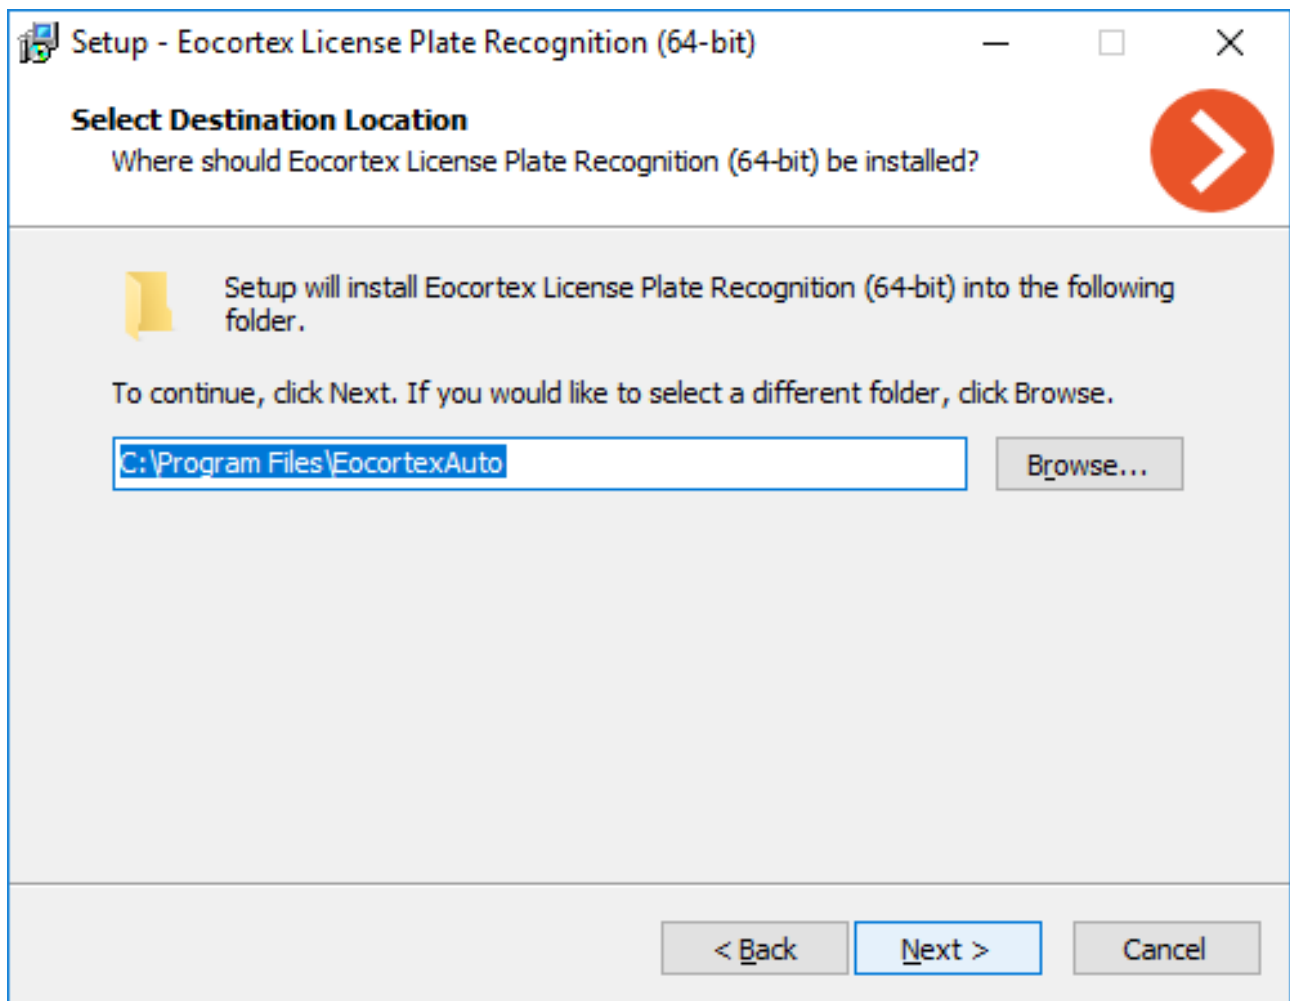 Setup - Eocortex License Plate Recognition (64-bit)
Select Destination Location
Where should Eocortex License Plate Recognition (64-bit) be installed?
Setup will install Eocortex License Plate Recognition (64-bit) into the following
folder.
To continue, click Next. If you would like to select a different folder, click Browse.
C:\Program Files\EocortexAuto
Browse...
< Back
Next >
Cancel